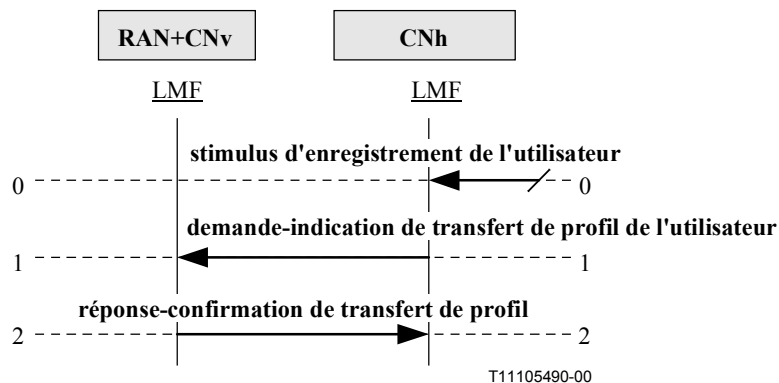 RAN+CNv CNh
LMF LMF
stimulus d'enregistrement de l'utilisateur
0 0
demande-indication de transfert de profil de l'utilisateur
1 1
réponse-confirmation de transfert de profil
2 2
T11105490-00